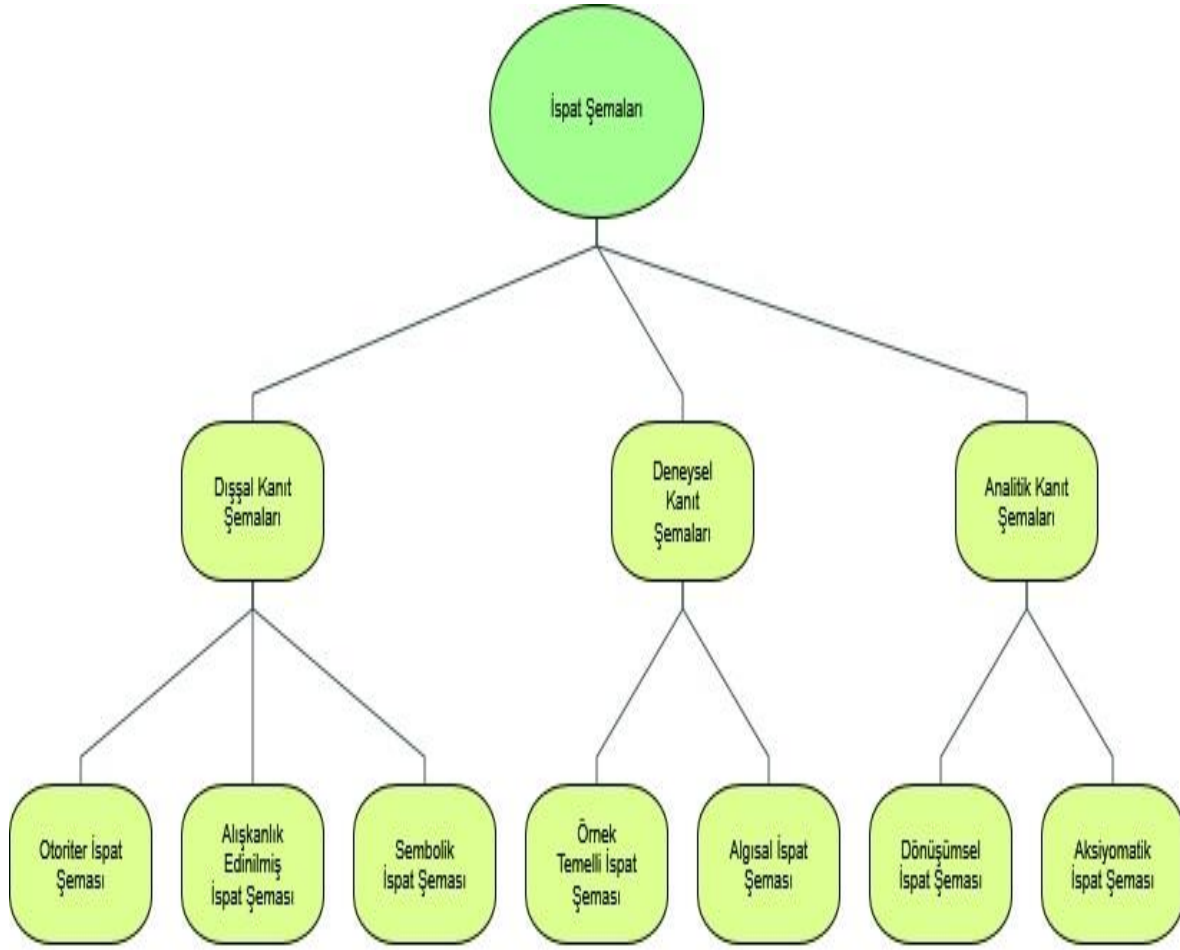 İspat Şemaları
Dışşal Kanıt
Şemaları
Deneysel
Kanıt
Şemaları
Analitik Kanıt
Şemaları
Otoriter İspat
Şeması
Alışkanlık
Edinilmiş
İspat Şeması
Sembolik
İspat Şeması
Örnek
Temelli İspat
Şeması
Algısal İspat
Şeması
Dönüşümsel
İspat Şeması
Aksiyomatik
İspat Şeması